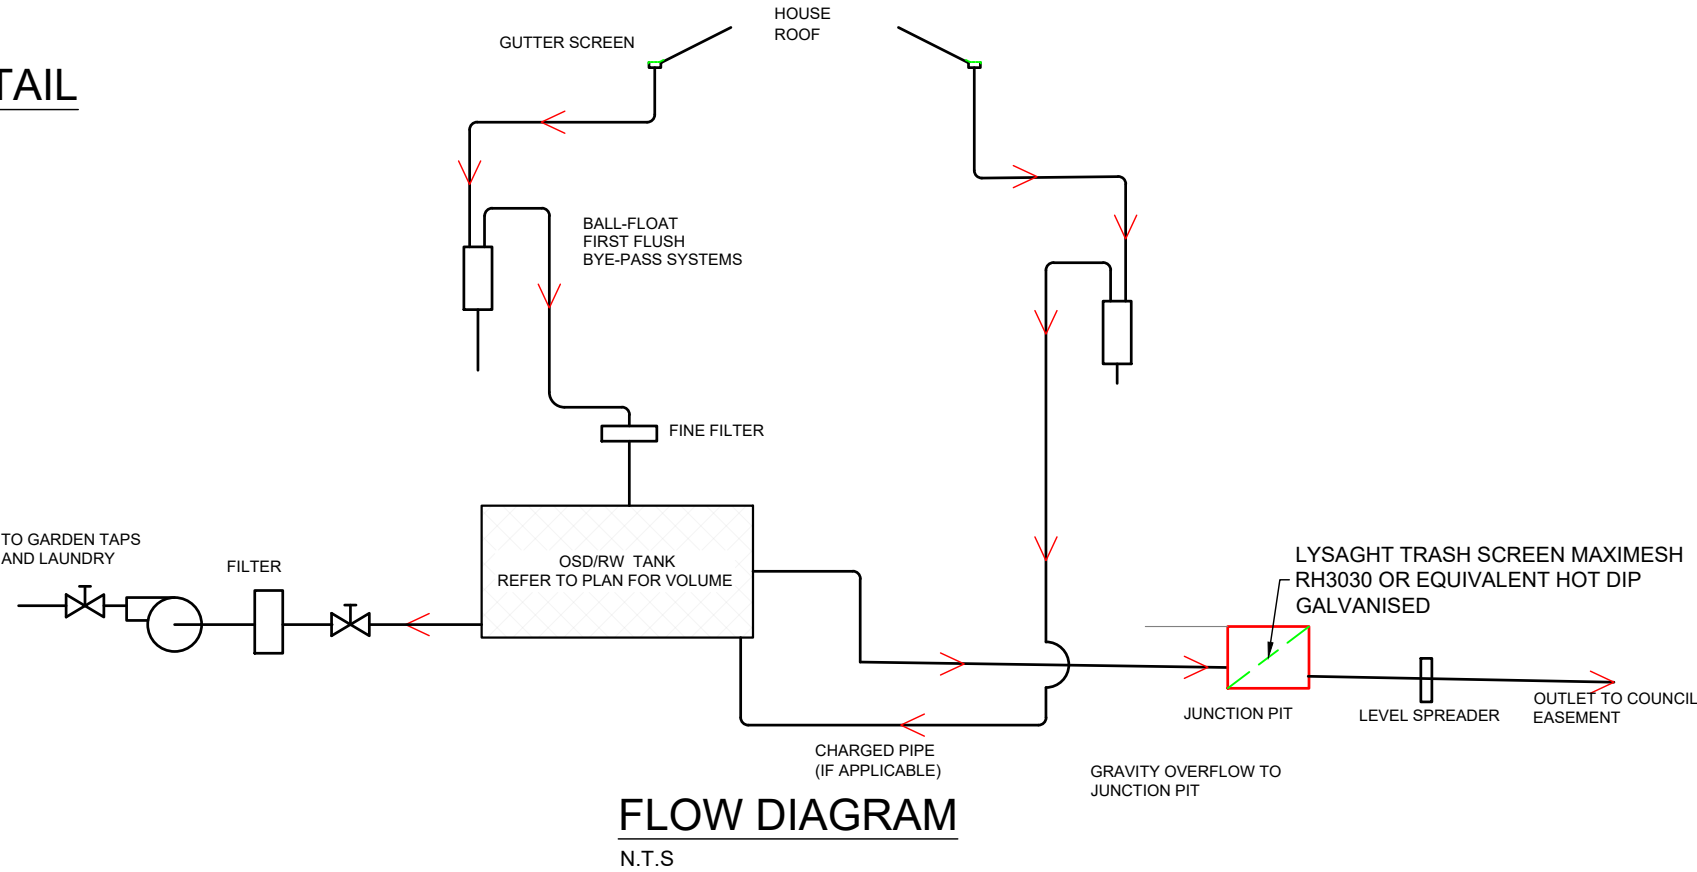 HOUSE
ROOF
GUTTER SCREEN
TAIL
BALL-FLOAT
FIRST FLUSH
BYE-PASS SYSTEMS
FINE FILTER
TO GARDEN TAPS
AND LAUNDRY
FILTER
OSD/RW TANK
REFER TO PLAN FOR VOLUME
LYSAGHT TRASH SCREEN MAXIMESH
RH3030 OR EQUIVALENT HOT DIP
GALVANISED
JUNCTION PIT
LEVEL SPREADER
OUTLET TO COUNCIL
EASEMENT
CHARGED PIPE
(IF APPLICABLE)
GRAVITY OVERFLOW TO
JUNCTION PIT
FLOW DIAGRAM
N.T.S